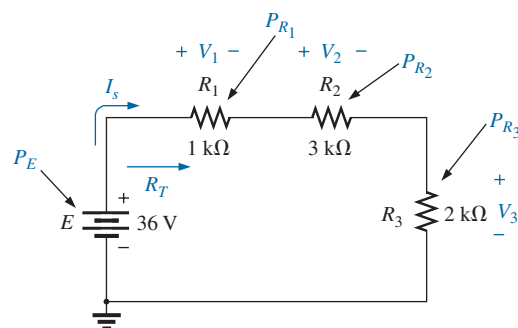 P_{R_1}
+ V_1 − + V_2 − P_{R_2}
I_s R_1 R_2
P_{R_3}
1 kΩ 3 kΩ
P_E R_T
+ +
E 36 V R_3 2 kΩ V_3
− −